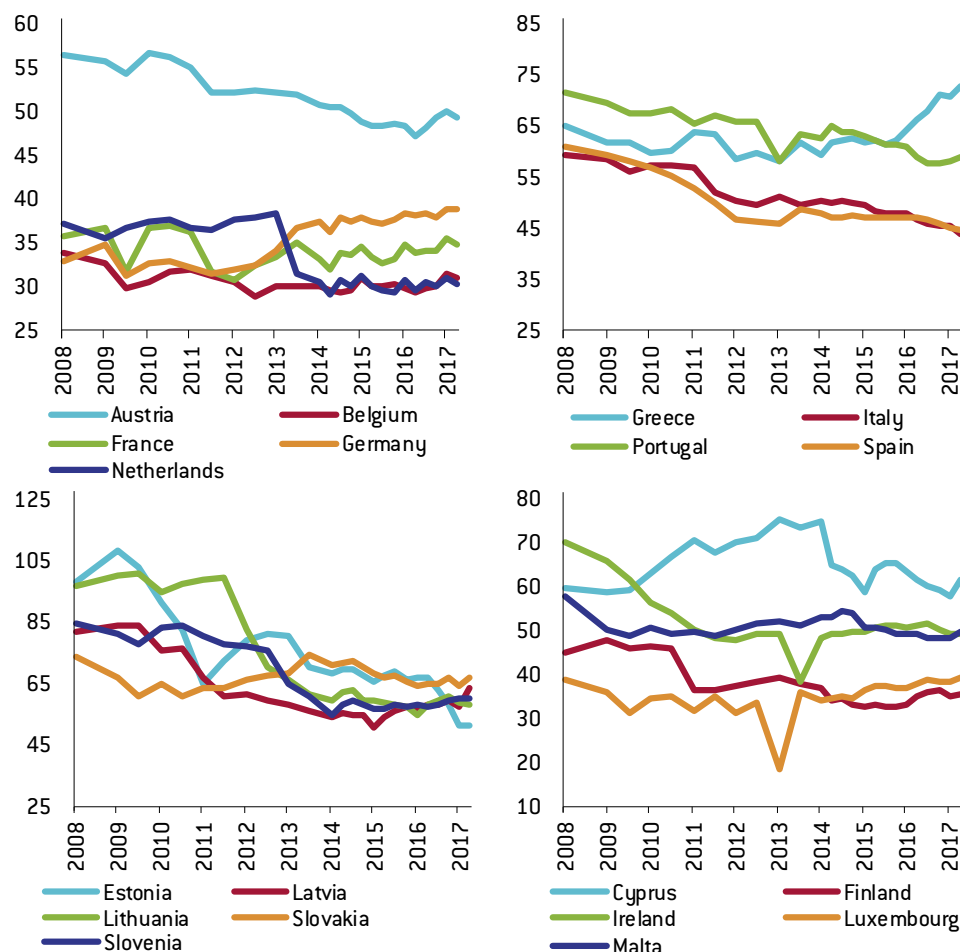 60
55
50
45
40
35
30
25
2008 2009 2010 2011 2012 2013 2014 2015 2016 2017
Austria Belgium
France Germany
Netherlands
85
75
65
55
45
35
25
2008 2009 2010 2011 2012 2013 2014 2015 2016 2017
Greece Italy
Portugal Spain
125
105
85
65
45
25
2008 2009 2010 2011 2012 2013 2014 2015 2016 2017
Estonia Latvia
Lithuania Slovakia
Slovenia
80
70
60
50
40
30
20
10
2008 2009 2010 2011 2012 2013 2014 2015 2016 2017
Cyprus Finland
Ireland Luxembourg
Malta